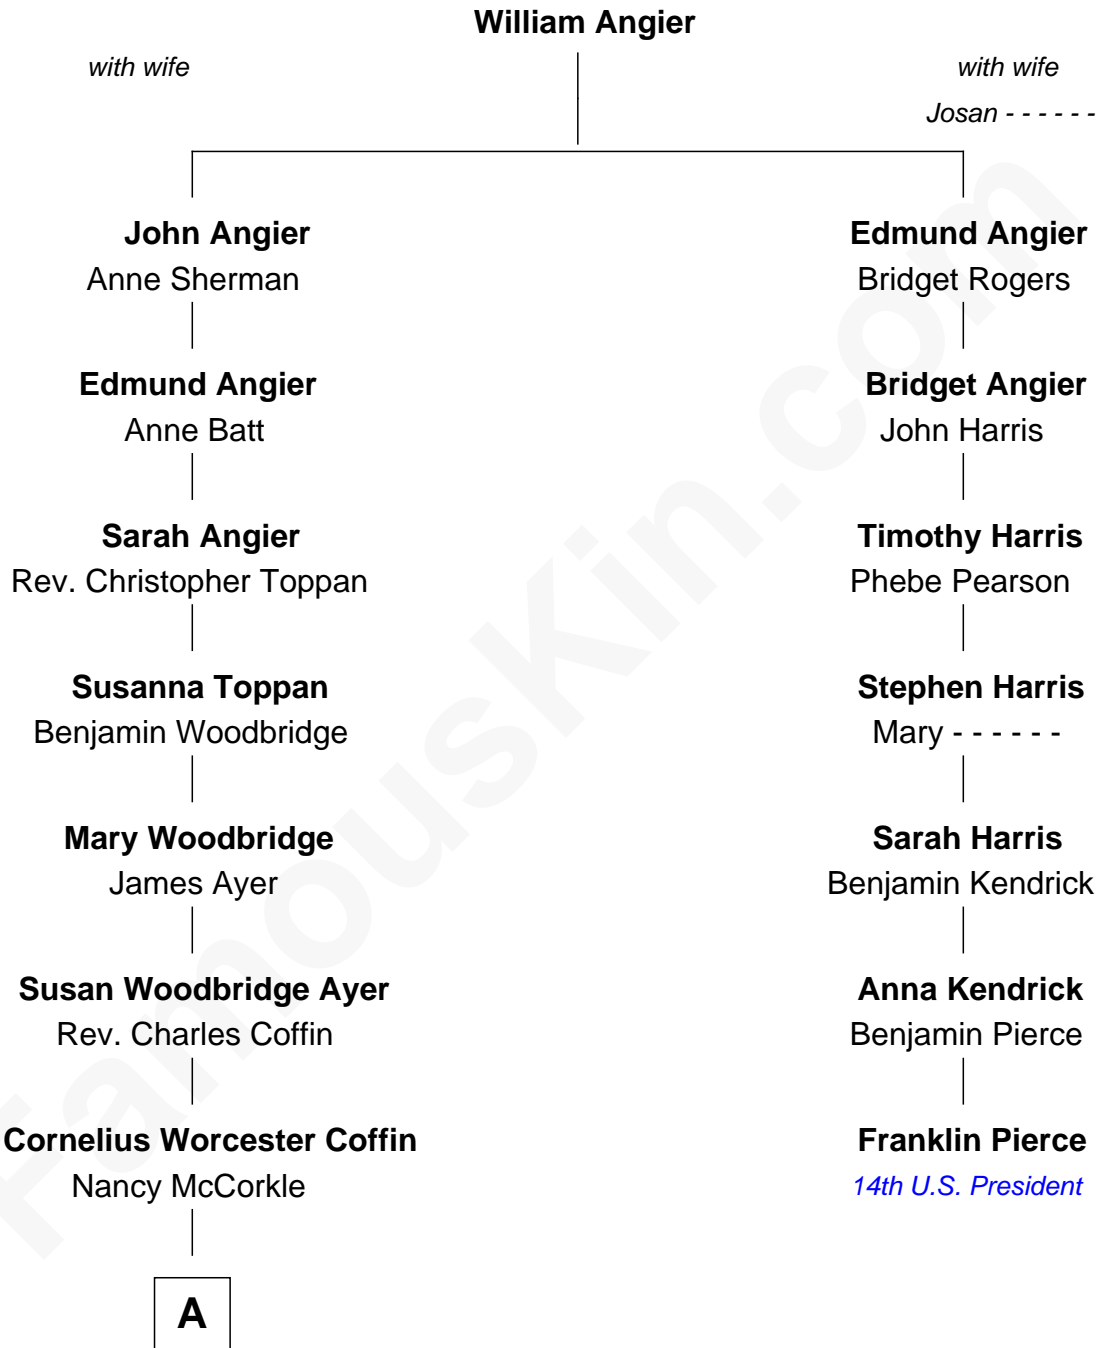 William Angier
with wife
with wife
Josan - - - - - -
John Angier
Anne Sherman
Edmund Angier
Bridget Rogers
Edmund Angier
Anne Batt
Bridget Angier
John Harris
Sarah Angier
Rev. Christopher Toppan
Timothy Harris
Phebe Pearson
Susanna Toppan
Benjamin Woodbridge
Stephen Harris
Mary - - - - - -
Mary Woodbridge
James Ayer
Sarah Harris
Benjamin Kendrick
Susan Woodbridge Ayer
Rev. Charles Coffin
Anna Kendrick
Benjamin Pierce
Cornelius Worcester Coffin
Nancy McCorkle
Franklin Pierce
14th U.S. President
A
FamousKin.com